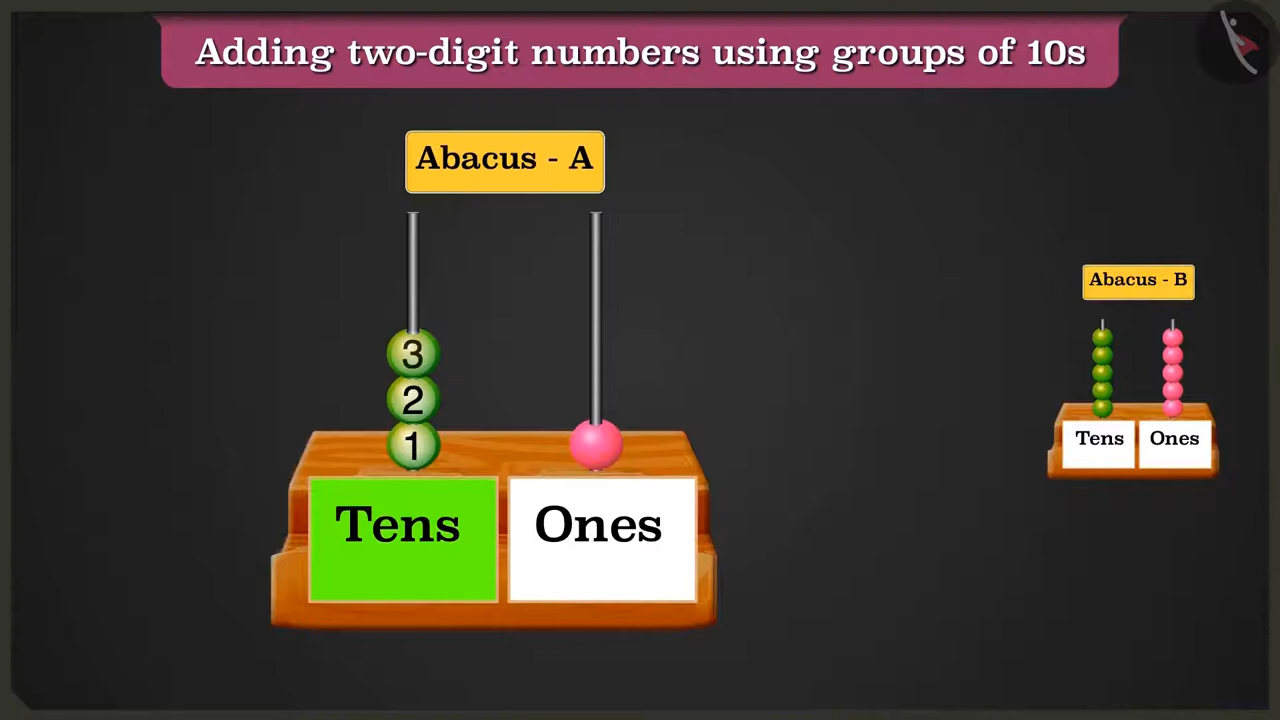 Adding two-digit numbers using groups of 10s
Abacus - A
3
2
1
Tens Ones
Abacus - B
Tens Ones